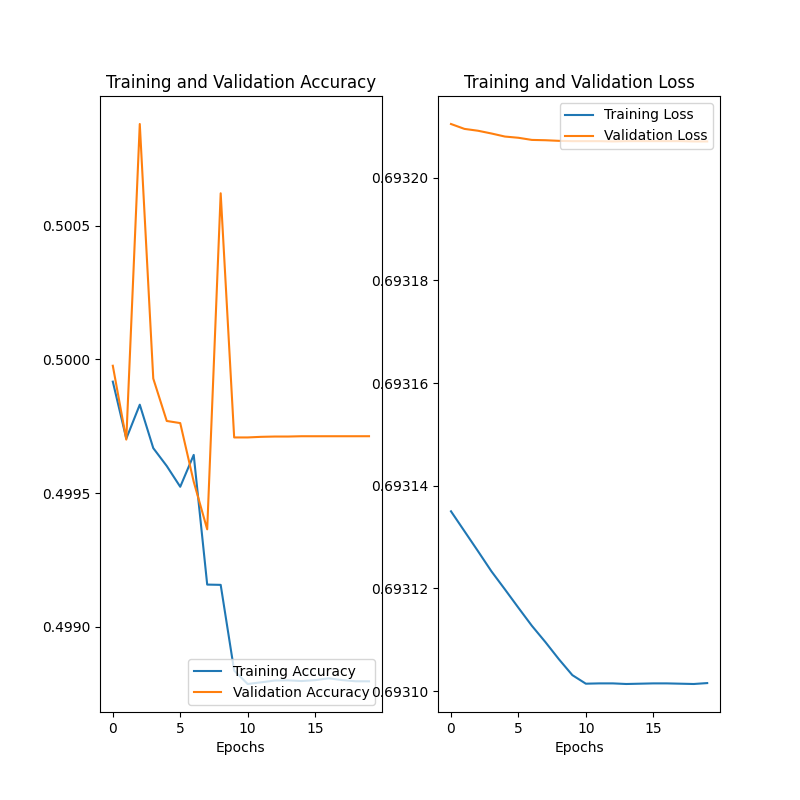 Training and Validation Accuracy
0.5005
0.5000
0.4995
0.4990
0
5
10
15
Epochs
Training Accuracy
Validation Accuracy
Training and Validation Loss
0.69320
0.69318
0.69316
0.69314
0.69312
0.69310
0
5
10
15
Epochs
Training Loss
Validation Loss